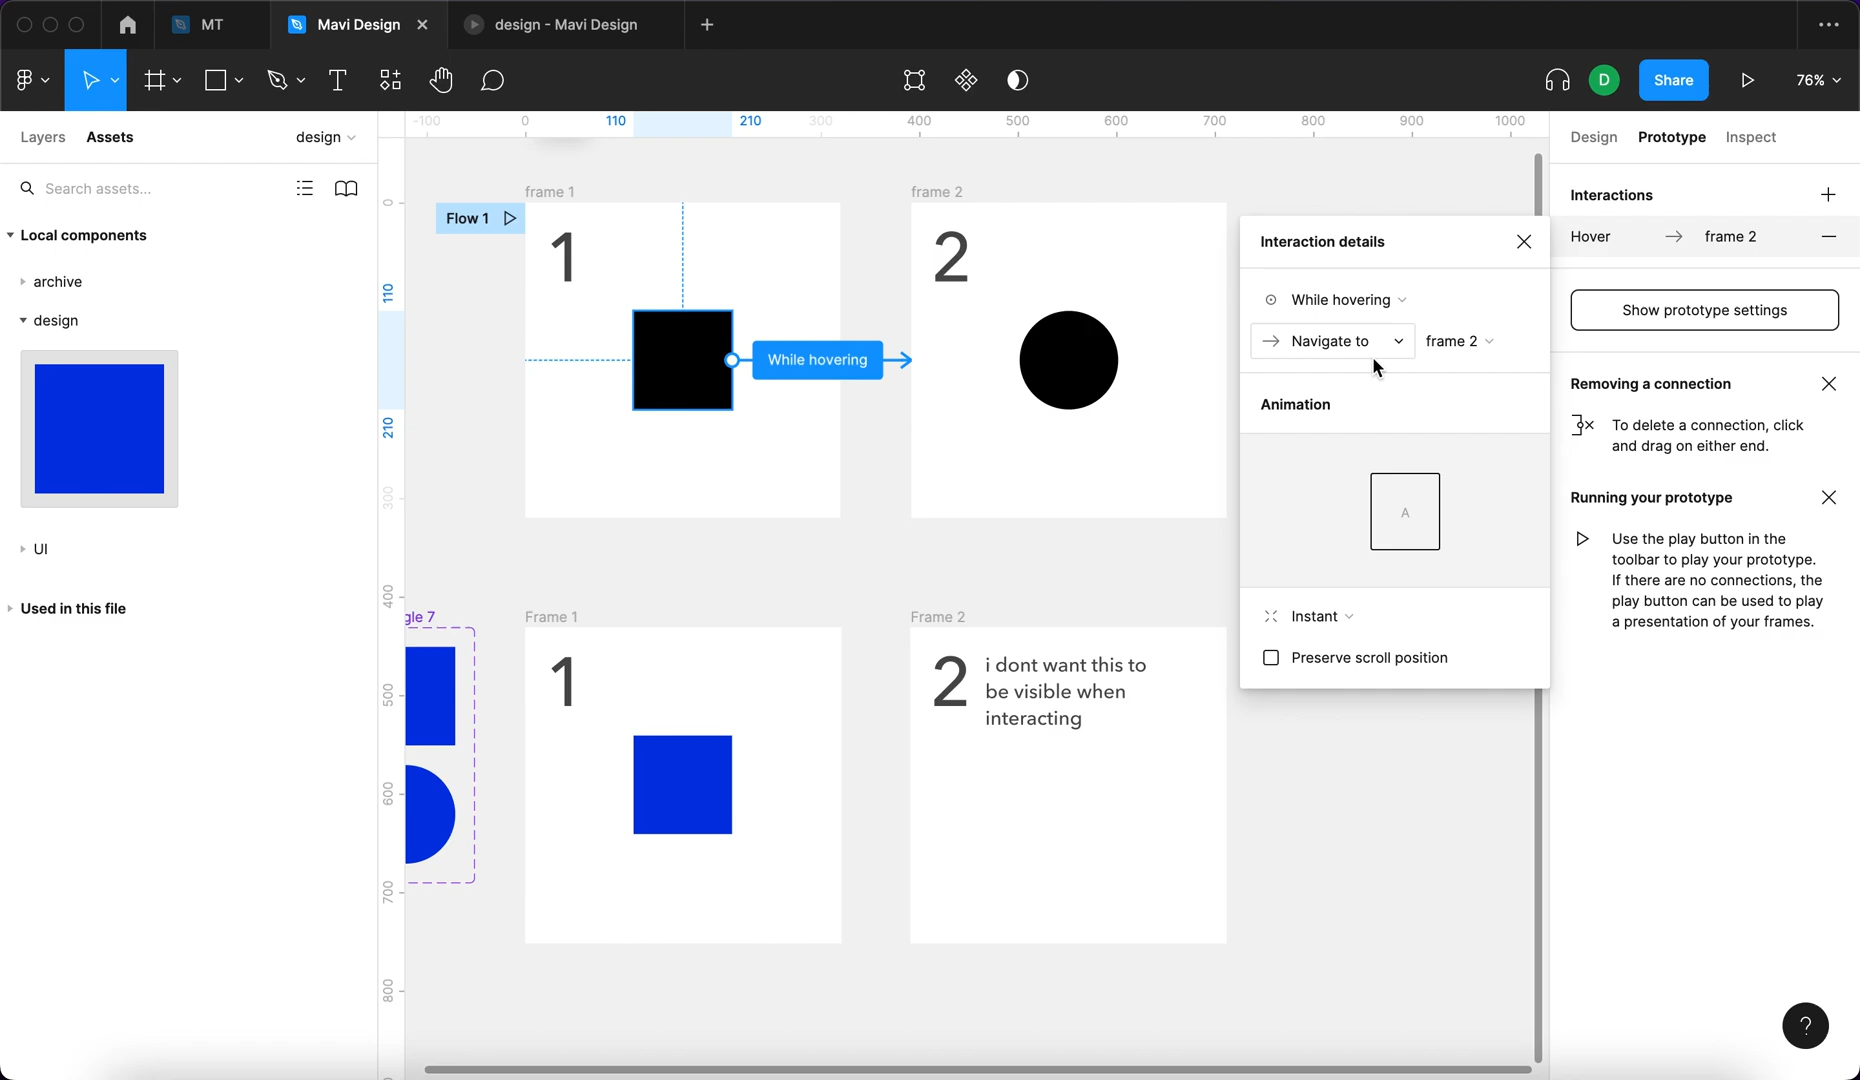 MT
Mavi Design
design - Mavi Design
D
Share
76%
Layers
Assets
design
Search assets...
Local components
archive
design
UI
Used in this file
-100
0
110
210
300
400
500
600
700
800
900
1000
0
110
210
300
400
500
600
700
800
frame 1
Flow 1
1
While hovering
frame 2
2
gle 7
Frame 1
1
Frame 2
2
i dont want this to
be visible when
interacting
Interaction details
While hovering
Navigate to
frame 2
Animation
A
Instant
Preserve scroll position
Design
Prototype
Inspect
Interactions
Hover
frame 2
Show prototype settings
Removing a connection
To delete a connection, click
and drag on either end.
Running your prototype
Use the play button in the
toolbar to play your prototype.
If there are no connections, the
play button can be used to play
a presentation of your frames.
?